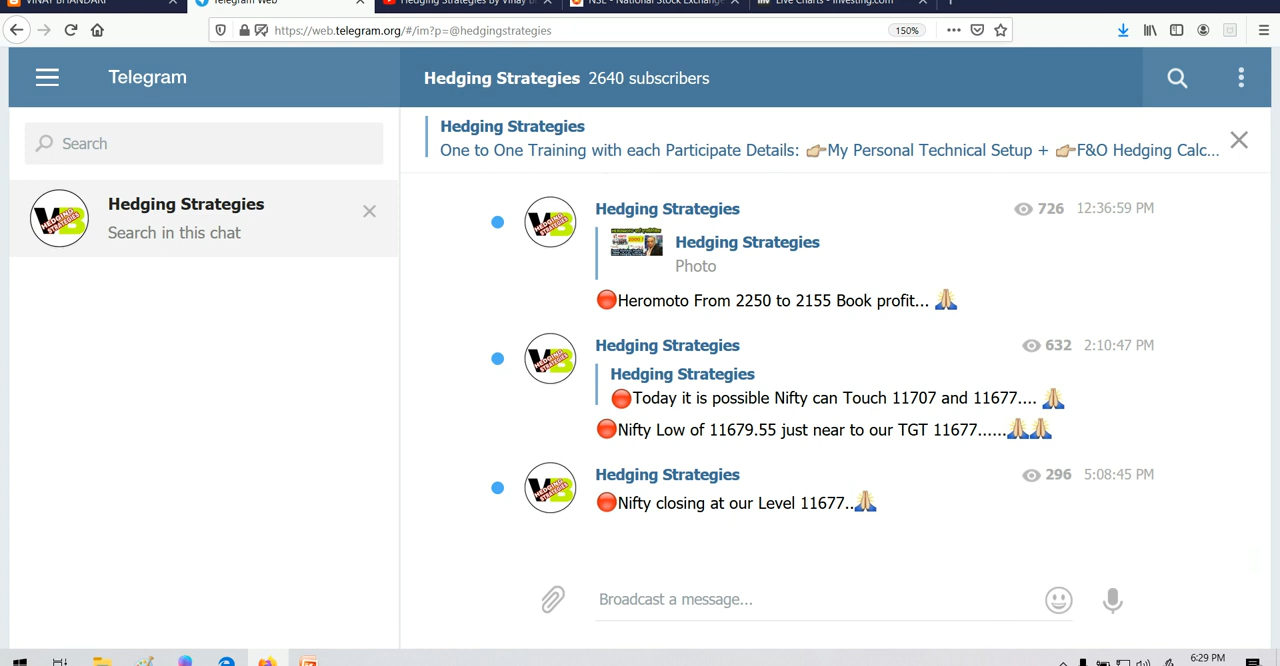 VINAY BHANDARI
Telegram Web
Hedging Strategies By Vinay B
NSE - National Stock Exchange
Live Charts - Investing.com
https://web.telegram.org/#/im?p=@hedgingstrategies
150%
Telegram
Hedging Strategies 2640 subscribers
Search
Hedging Strategies
Search in this chat
Hedging Strategies
One to One Training with each Participate Details: 👉My Personal Technical Setup + 👉F&O Hedging Calc...
Hedging Strategies 726 12:36:59 PM
Hedging Strategies
Photo
🔴Heromoto From 2250 to 2155 Book profit... 🙏
Hedging Strategies 632 2:10:47 PM
Hedging Strategies
🔴Today it is possible Nifty can Touch 11707 and 11677.... 🙏
🔴Nifty Low of 11679.55 just near to our TGT 11677......🙏🙏
Hedging Strategies 296 5:08:45 PM
🔴Nifty closing at our Level 11677..🙏
Broadcast a message...
6:29 PM